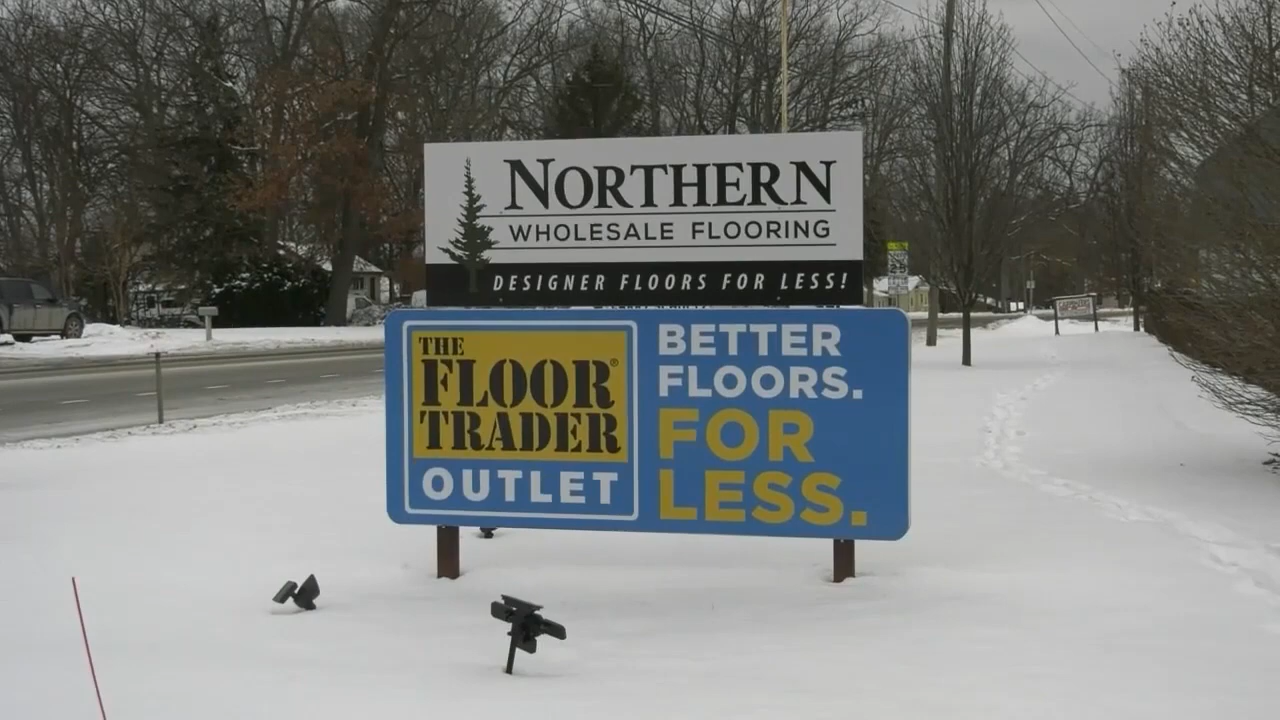 NORTHERN
WHOLESALE FLOORING
DESIGNER FLOORS FOR LESS!
THE
FLOOR®
TRADER
OUTLET
BETTER
FLOORS.
FOR
LESS.